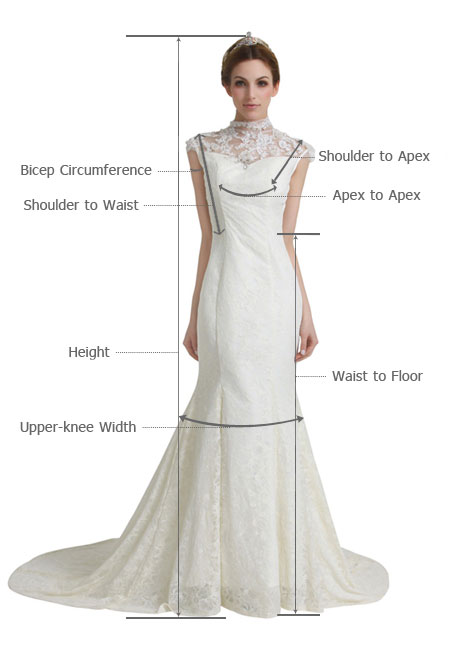 Shoulder to Apex
Bicep Circumference
Apex to Apex
Shoulder to Waist
Height
Waist to Floor
Upper-knee Width